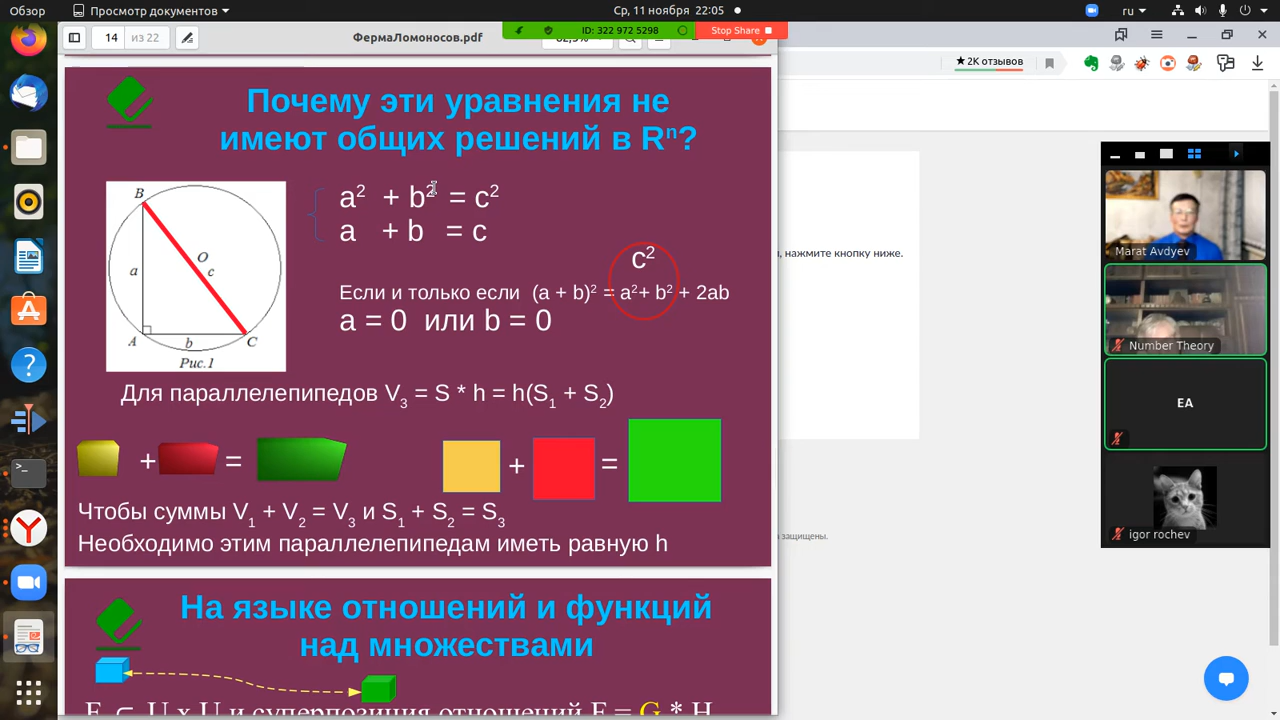 Обзор
Просмотр документов
Ср, 11 ноября 22:05
ru
14
из 22
ФермаЛомоносов.pdf
ID: 322 972 5298
Stop Share
2K отзывов
Почему эти уравнения не
имеют общих решений в Rⁿ?
B
O
a
c
A
b
C
Рис.1
a² + b² = c²
a + b = c
c²
Если и только если (a + b)² = a²+ b² + 2ab
a = 0 или b = 0
Для параллелепипедов V₃ = S * h = h(S₁ + S₂)
+ =
+ =
Чтобы суммы V₁ + V₂ = V₃ и S₁ + S₂ = S₃
Необходимо этим параллелепипедам иметь равную h
На языке отношений и функций
над множествами
F ⊂ U x U и суперпозиция отношений F = G * H
и, нажмите кнопку ниже.
защищены.
Marat Avdyev
Number Theory
EA
ígor rochev